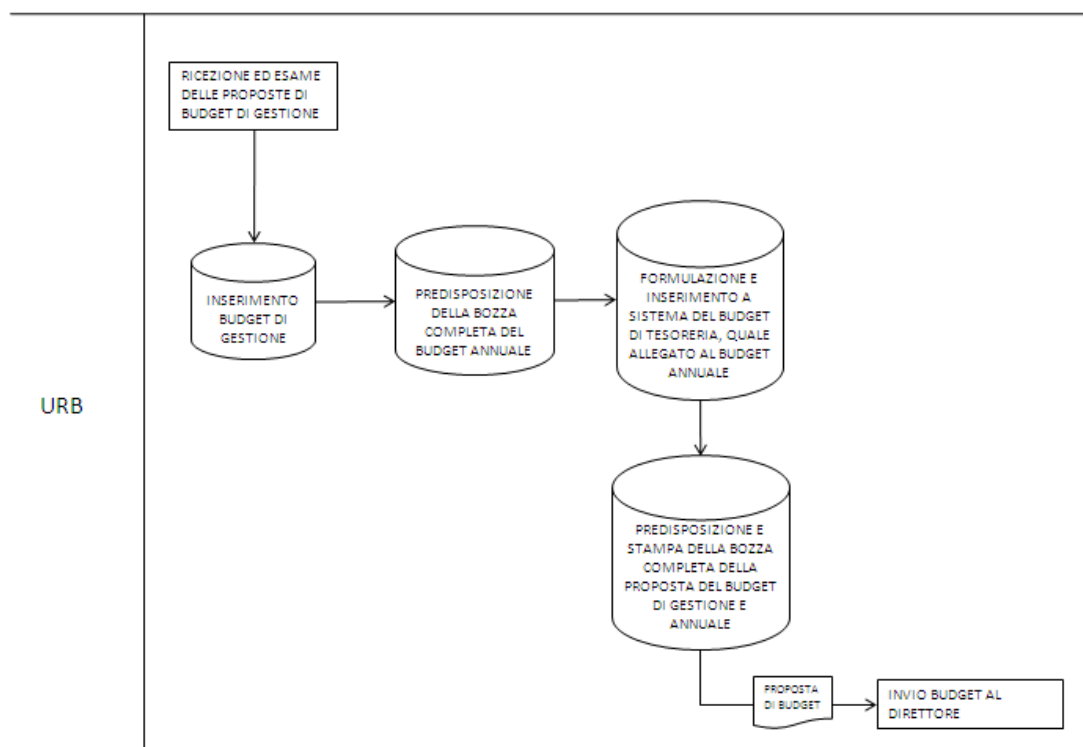 RICEZIONE ED ESAME
DELLE PROPOSTE DI
BUDGET DI GESTIONE
INSERIMENTO
BUDGET DI
GESTIONE
PREDISPOSIZIONE
DELLA BOZZA
COMPLETA DEL
BUDGET ANNUALE
FORMULAZIONE E
INSERIMENTO A
SISTEMA DEL BUDGET
DI TESORERIA, QUALE
ALLEGATO AL BUDGET
ANNUALE
URB
PREDISPOSIZIONE E
STAMPA DELLA BOZZA
COMPLETA DELLA
PROPOSTA DEL BUDGET
DI GESTIONE E
ANNUALE
PROPOSTA
DI BUDGET
INVIO BUDGET AL
DIRETTORE